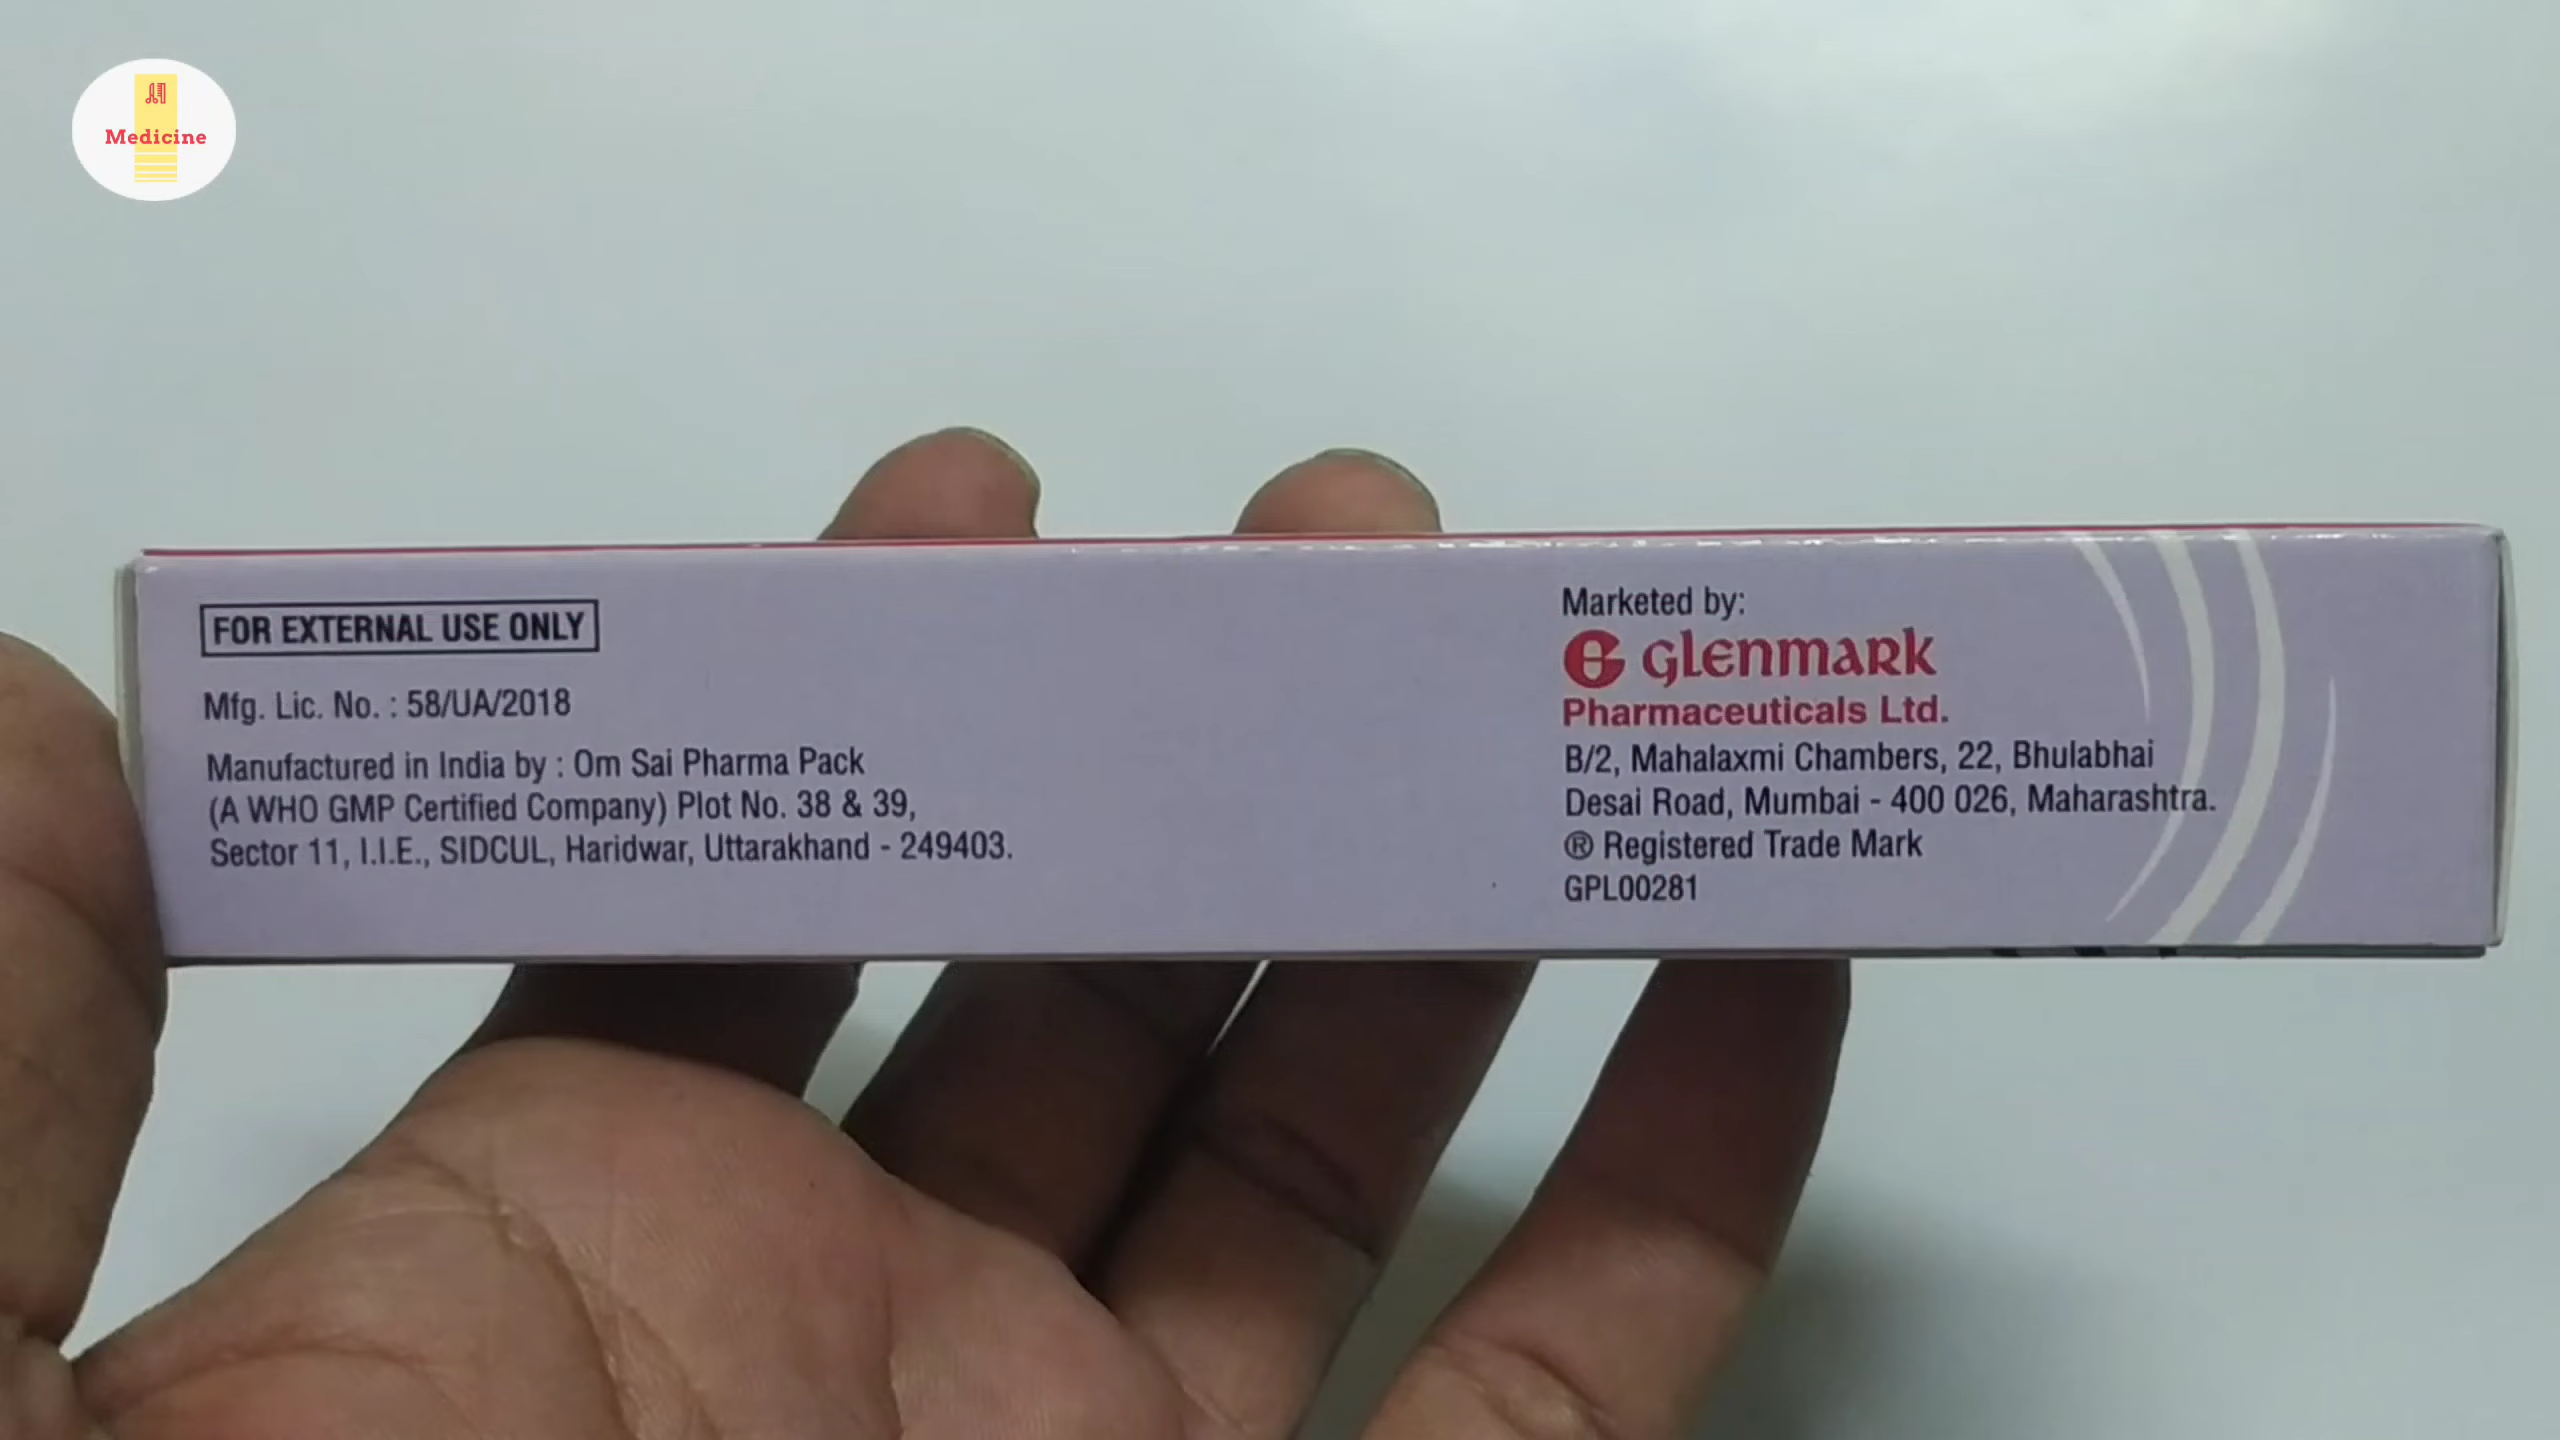 Medicine
FOR EXTERNAL USE ONLY
Mfg. Lic. No. : 58/UA/2018
Manufactured in India by : Om Sai Pharma Pack
(A WHO GMP Certified Company) Plot No. 38 & 39,
Sector 11, I.I.E., SIDCUL, Haridwar, Uttarakhand - 249403.
Marketed by:
glenmark
Pharmaceuticals Ltd.
B/2, Mahalaxmi Chambers, 22, Bhulabhai
Desai Road, Mumbai - 400 026, Maharashtra.
® Registered Trade Mark
GPL00281